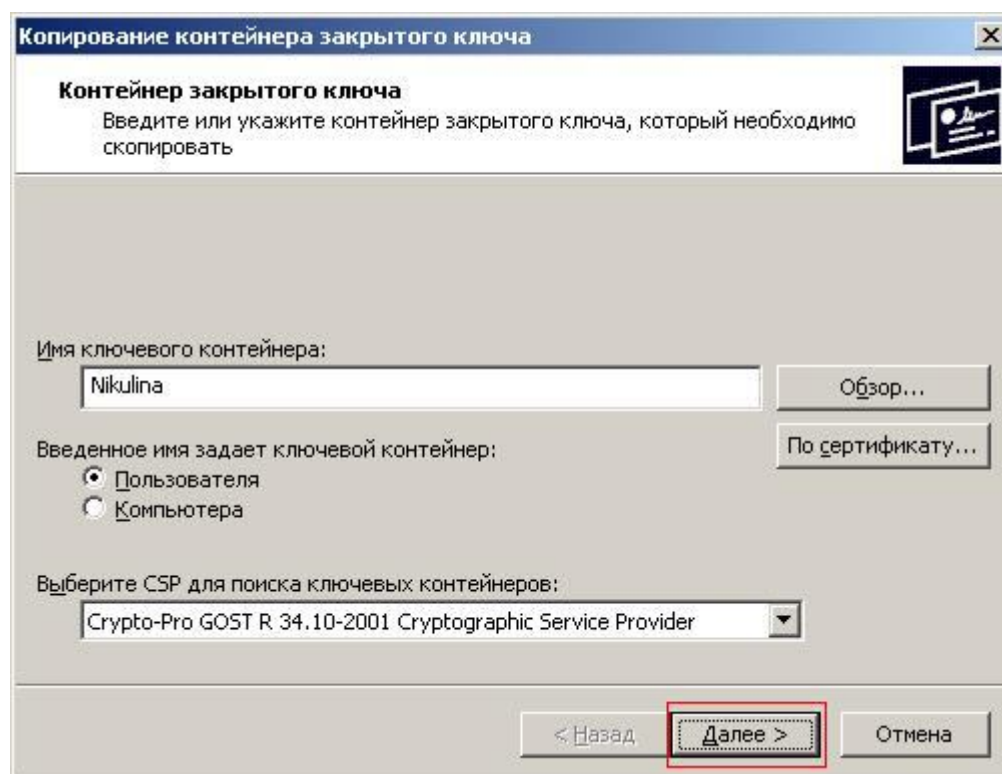 Копирование контейнера закрытого ключа
Контейнер закрытого ключа
Введите или укажите контейнер закрытого ключа, который необходимо
скопировать
Имя ключевого контейнера:
Nikulina
Обзор...
Введенное имя задает ключевой контейнер:
По сертификату...
Пользователя
Компьютера
Выберите CSP для поиска ключевых контейнеров:
Crypto-Pro GOST R 34.10-2001 Cryptographic Service Provider
< Назад
Далее >
Отмена